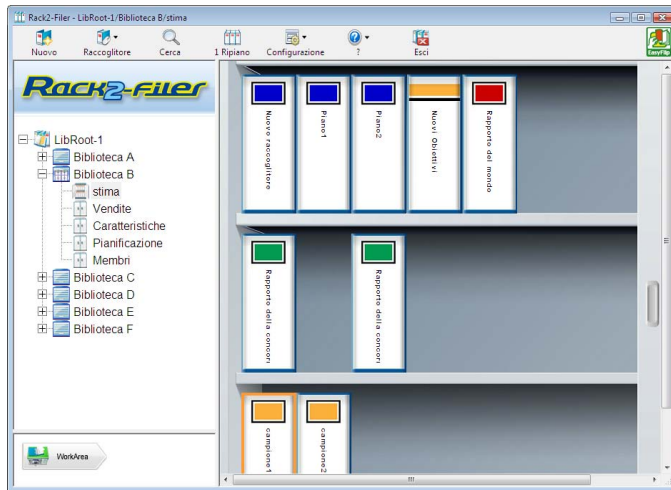 Rack2-Filer - LibRoot-1/Biblioteca B/stima
Nuovo
Raccoglitore
Cerca
1 Ripiano
Configurazione
?
Esci
EasyFlip
Rack2-Filer
LibRoot-1
Biblioteca A
Biblioteca B
stima
Vendite
Caratteristiche
Pianificazione
Membri
Biblioteca C
Biblioteca D
Biblioteca E
Biblioteca F
WorkArea
Nuovo raccoglitore
Piano1
Piano2
Nuovi Obiettivi
Rapporto del mondo
Rapporto della concorr
Rapporto della concorr
campione1
campione2